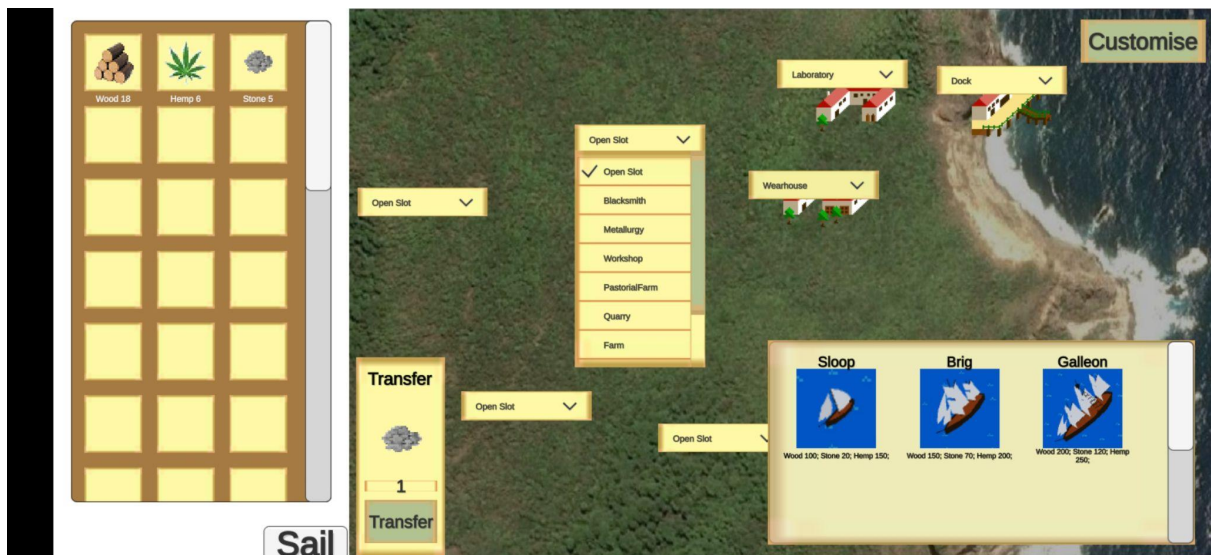 Wood 18
Hemp 6
Stone 5
Sail
Customise
Laboratory
Dock
Open Slot
Open Slot
Blacksmith
Metallurgy
Workshop
PastorialFarm
Quarry
Farm
Wearhouse
Open Slot
Transfer
1
Transfer
Open Slot
Open Slot
Sloop
Wood 100; Stone 20; Hemp 150;
Brig
Wood 150; Stone 70; Hemp 200;
Galleon
Wood 200; Stone 120; Hemp
250;